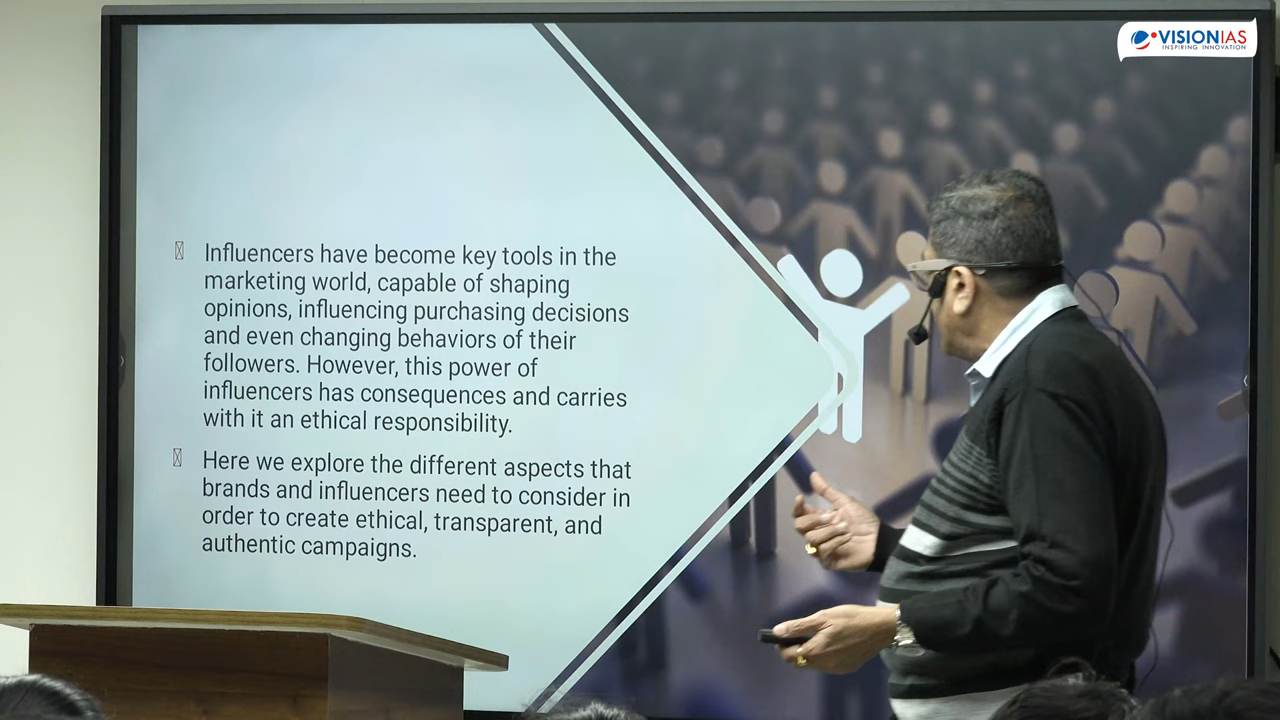 VISIONIAS
INSPIRING INNOVATION
Influencers have become key tools in the
marketing world, capable of shaping
opinions, influencing purchasing decisions
and even changing behaviors of their
followers. However, this power of
influencers has consequences and carries
with it an ethical responsibility.
Here we explore the different aspects that
brands and influencers need to consider in
order to create ethical, transparent, and
authentic campaigns.